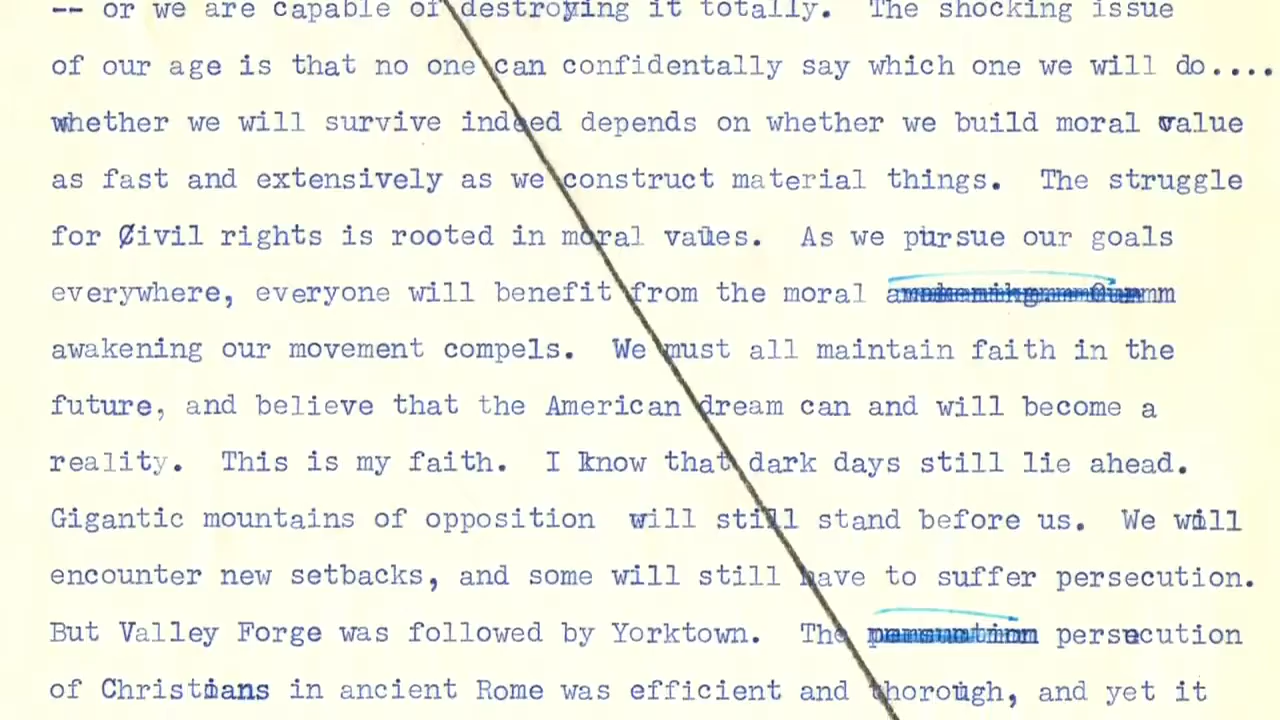 -- or we are capable of destroying it totally. The shocking issue
of our age is that no one can confidentally say which one we will do....
whether we will survive indeed depends on whether we build moral value
as fast and extensively as we construct material things. The struggle
for Civil rights is rooted in moral values. As we pursue our goals
everywhere, everyone will benefit from the moral
awakening our movement compels. We must all maintain faith in the
future, and believe that the American dream can and will become a
reality. This is my faith. I know that dark days still lie ahead.
Gigantic mountains of opposition will still stand before us. We will
encounter new setbacks, and some will still have to suffer persecution.
But Valley Forge was followed by Yorktown. The persecution
of Christians in ancient Rome was efficient and thorough, and yet it